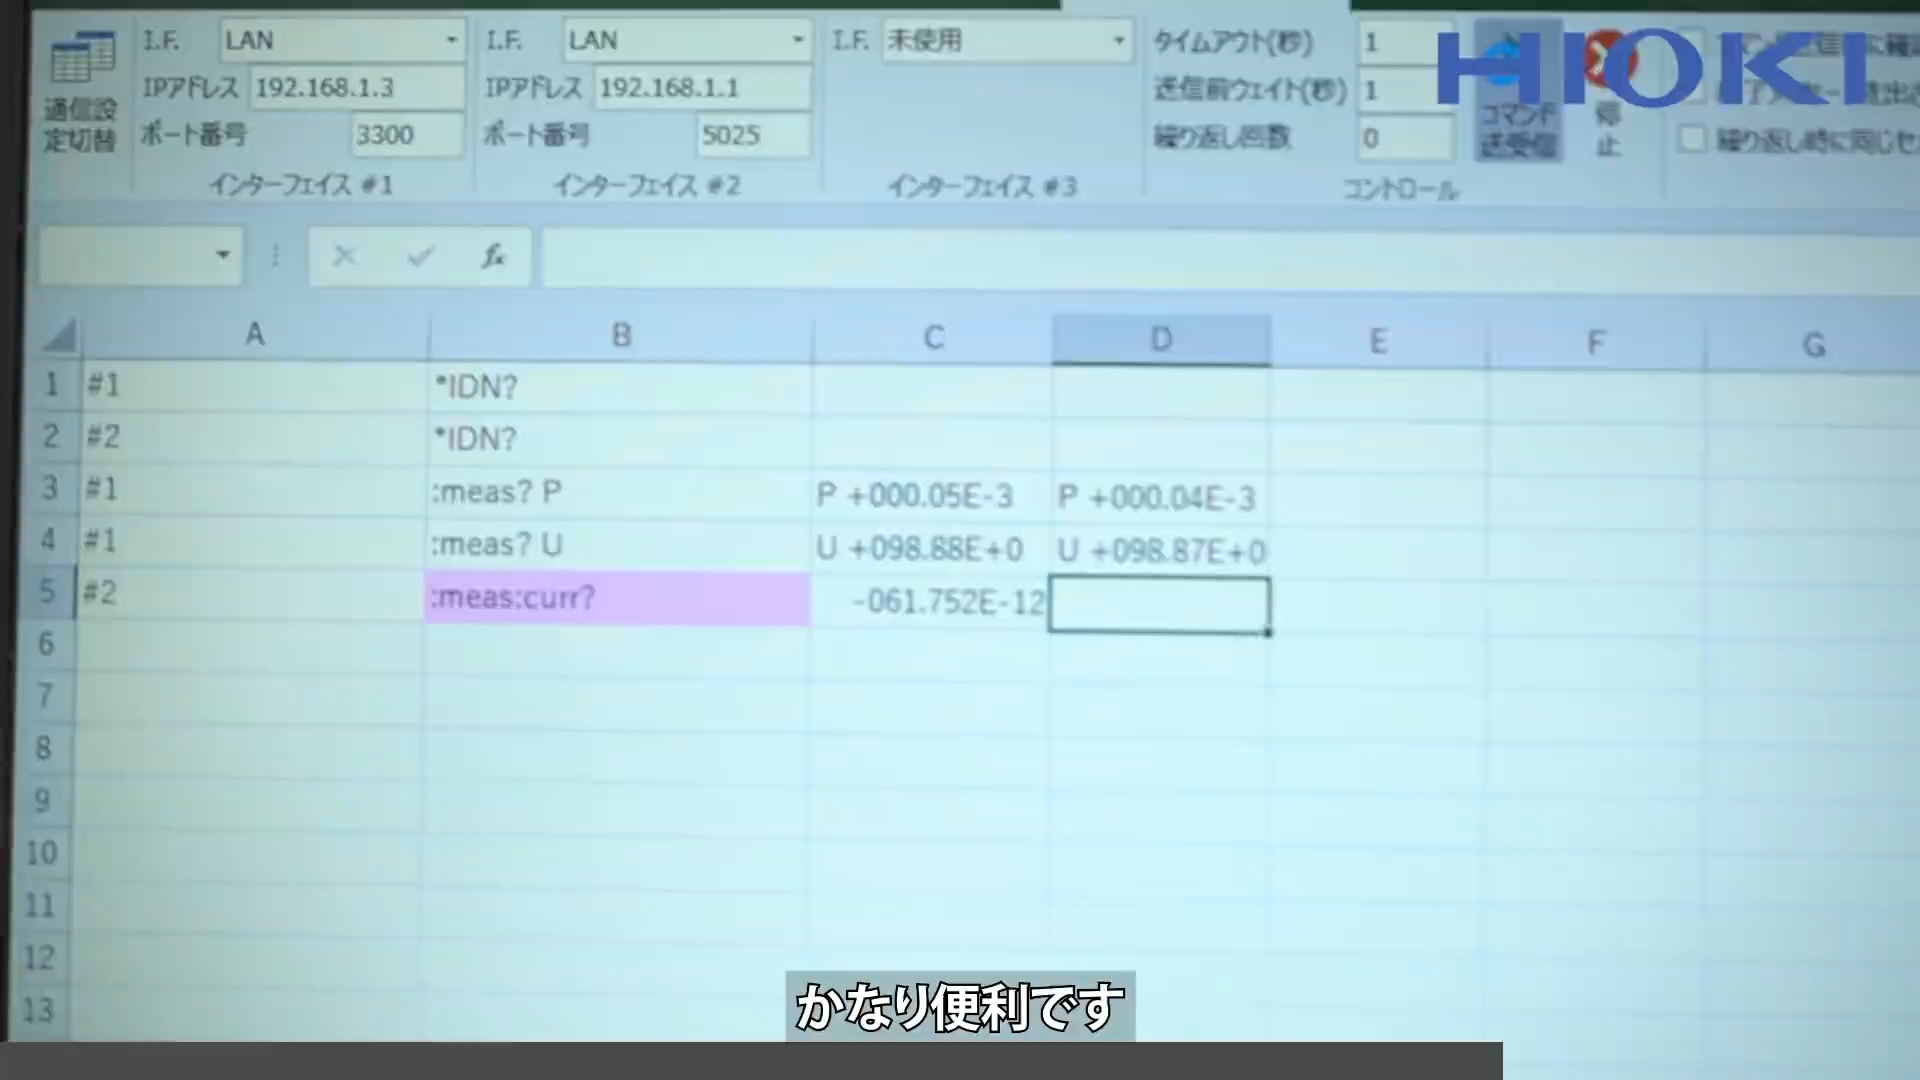 I.F. LAN I.F. LAN I.F. 未使用 タイムアウト(秒) 1
IPアドレス 192.168.1.3 IPアドレス 192.168.1.1 送信前ウェイト(秒) 1
通信設定切替 ポート番号 3300 ポート番号 5025 繰り返し回数 0
コマンド送受信 停止
繰り返し時に同じセ
インターフェイス #1 インターフェイス #2 インターフェイス #3 コントロール
HIOKI
fx
A B C D E F G
1 #1 *IDN?
2 #2 *IDN?
3 #1 :meas? P P +000.05E-3 P +000.04E-3
4 #1 :meas? U U +098.88E+0 U +098.87E+0
5 #2 :meas:curr? -061.752E-12
6
7
8
9
10
11
12
13
かなり便利です